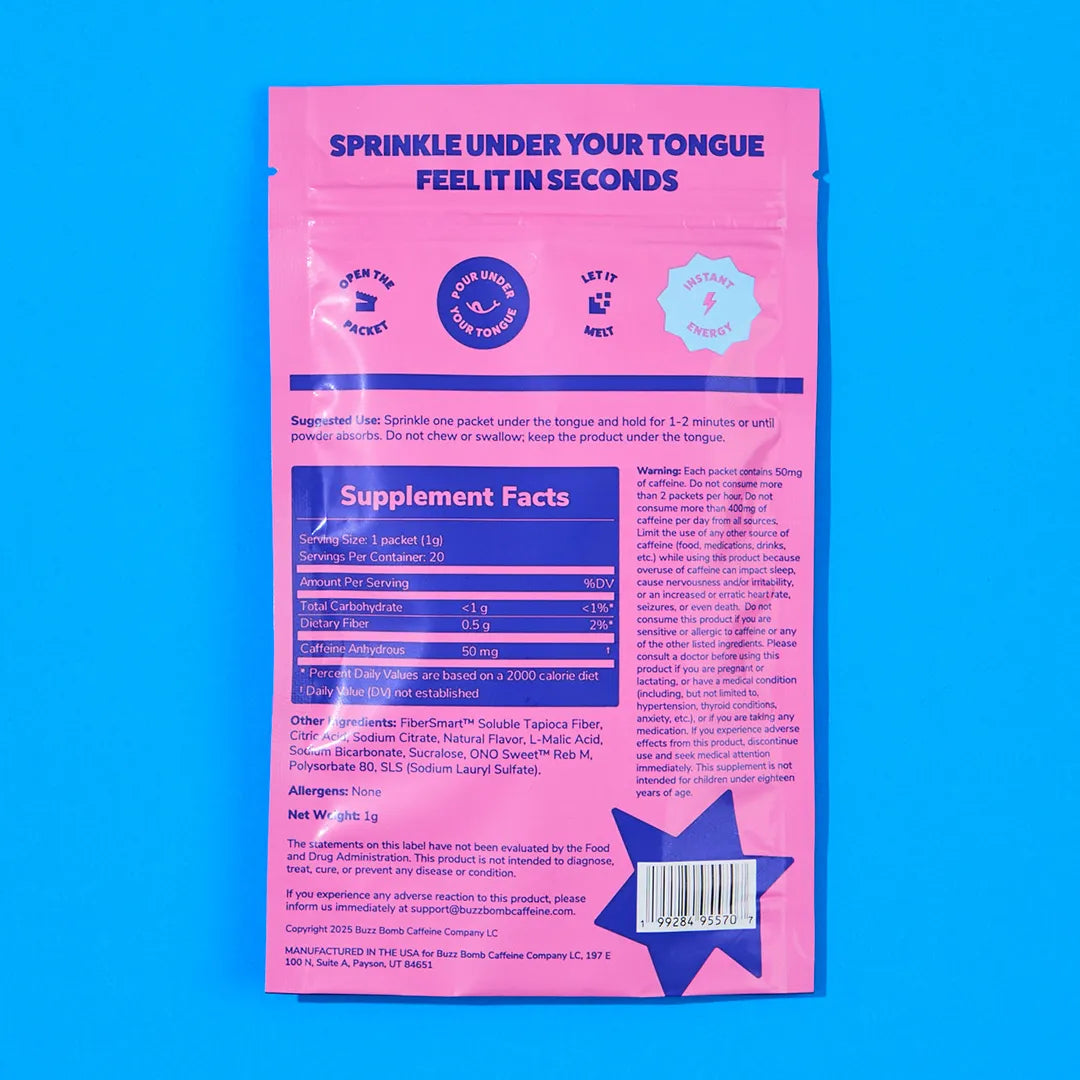 SPRINKLE UNDER YOUR TONGUE
FEEL IT IN SECONDS
OPEN THE
PACKET
POUR UNDER
YOUR TONGUE
LET IT
MELT
INSTANT
ENERGY
Suggested Use: Sprinkle one packet under the tongue and hold for 1-2 minutes or until
powder absorbs. Do not chew or swallow; keep the product under the tongue.
Supplement Facts
Serving Size: 1 packet (1g)
Servings Per Container: 20
Amount Per Serving %DV
Total Carbohydrate <1 g <1%*
Dietary Fiber 0.5 g 2%*
Caffeine Anhydrous 50 mg †
* Percent Daily Values are based on a 2000 calorie diet
† Daily Value (DV) not established
Other Ingredients: FiberSmart™ Soluble Tapioca Fiber,
Citric Acid, Sodium Citrate, Natural Flavor, L-Malic Acid,
Sodium Bicarbonate, Sucralose, ONO Sweet™ Reb M,
Polysorbate 80, SLS (Sodium Lauryl Sulfate).
Allergens: None
Net Weight: 1g
The statements on this label have not been evaluated by the Food
and Drug Administration. This product is not intended to diagnose,
treat, cure, or prevent any disease or condition.
If you experience any adverse reaction to this product, please
inform us immediately at support@buzzbombcaffeine.com.
Copyright 2025 Buzz Bomb Caffeine Company LC
MANUFACTURED IN THE USA for Buzz Bomb Caffeine Company LC, 197 E
100 N, Suite A, Payson, UT 84651
Warning: Each packet contains 50mg
of caffeine. Do not consume more
than 2 packets per hour. Do not
consume more than 400mg of
caffeine per day from all sources.
Limit the use of any other source of
caffeine (food, medications, drinks,
etc.) while using this product because
overuse of caffeine can impact sleep,
cause nervousness and/or irritability,
or an increased or erratic heart rate,
seizures, or even death. Do not
consume this product if you are
sensitive or allergic to caffeine or any
of the other listed ingredients. Please
consult a doctor before using this
product if you are pregnant or
lactating, or have a medical condition
(including, but not limited to,
hypertension, thyroid conditions,
anxiety, etc.), or if you are taking any
medication. If you experience adverse
effects from this product, discontinue
use and seek medical attention
immediately. This supplement is not
intended for children under eighteen
years of age.
1 99284 95570 7